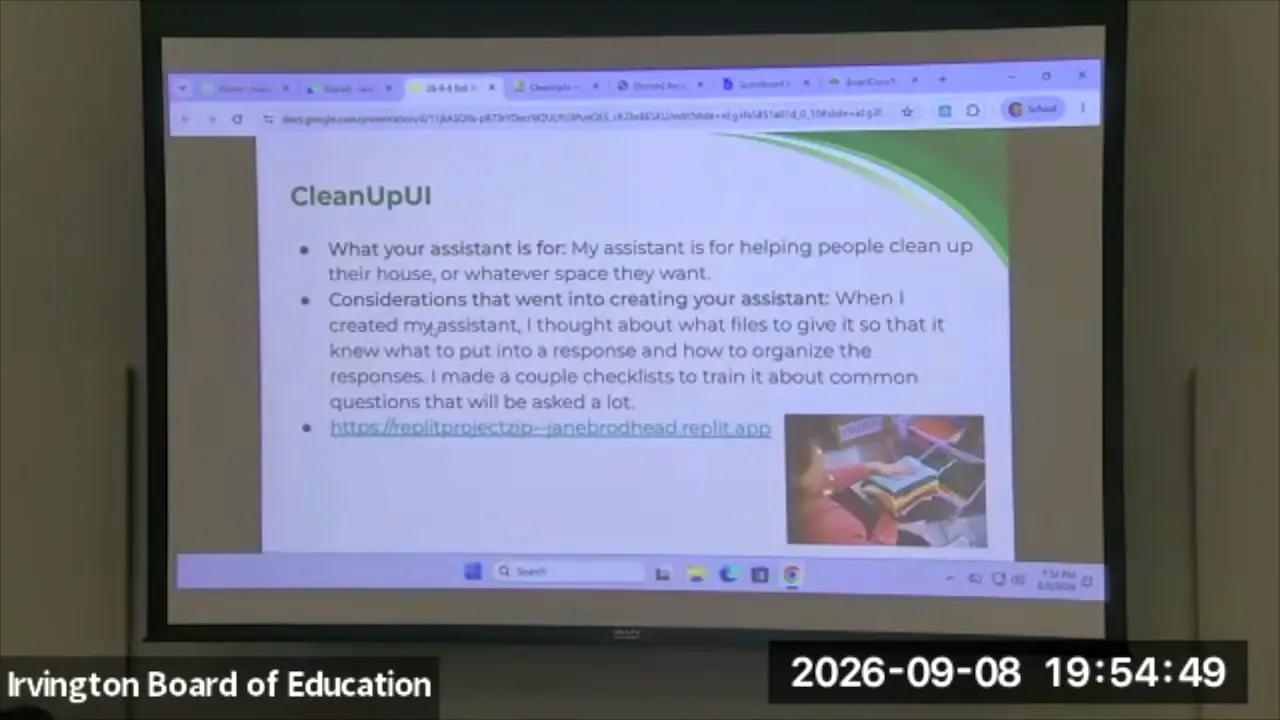 School
CleanUpUI
What your assistant is for: My assistant is for helping people clean up
their house, or whatever space they want.
Considerations that went into creating your assistant: When I
created my assistant, I thought about what files to give it so that it
knew what to put into a response and how to organize the
responses. I made a couple checklists to train it about common
questions that will be asked a lot.
https://replitprojectzip--janebrodhead.replit.app
Search
7:54 PM
Irvington Board of Education
2026-09-08 19:54:49